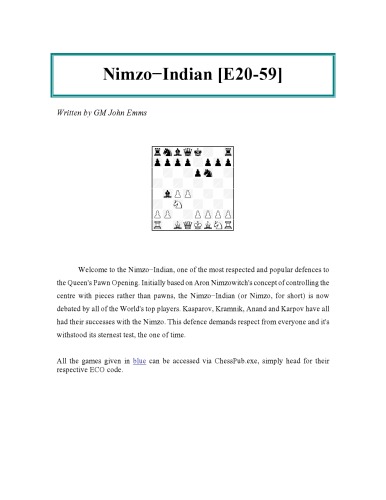 Nimzo−Indian [E20-59]
Written by GM John Emms
Welcome to the Nimzo−Indian, one of the most respected and popular defences to
the Queen's Pawn Opening. Initially based on Aron Nimzowitch's concept of controlling the
centre with pieces rather than pawns, the Nimzo−Indian (or Nimzo, for short) is now
debated by all of the World's top players. Kasparov, Kramnik, Anand and Karpov have all
had their successes with the Nimzo. This defence demands respect from everyone and it's
withstood its sternest test, the one of time.
All the games given in blue can be accessed via ChessPub.exe, simply head for their
respective ECO code.